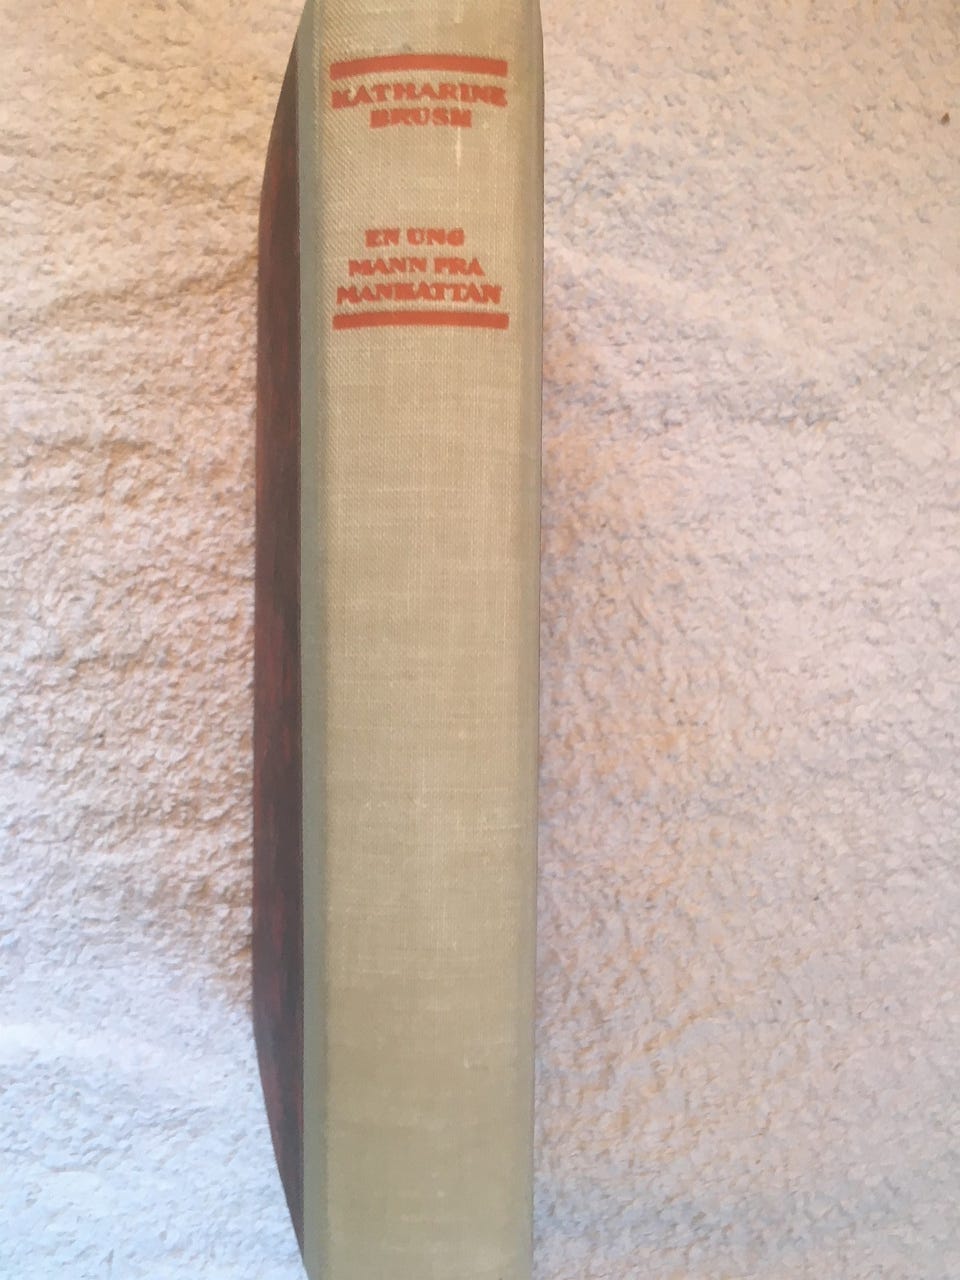 KATHARINE
BRUSH
EN UNG
MANN FRA
MANHATTAN